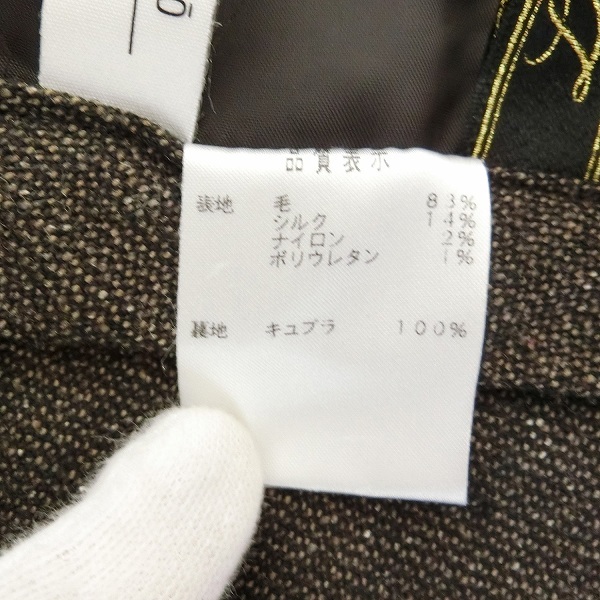 品質表示
表地 毛 83%
シルク 14%
ナイロン 2%
ポリウレタン 1%
裏地 キュプラ 100%